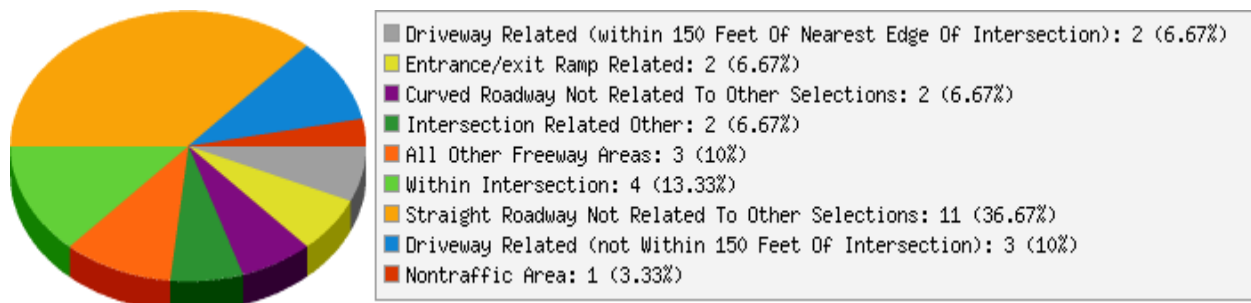 Driveway Related (within 150 Feet Of Nearest Edge Of Intersection): 2 (6.67%)
Entrance/exit Ramp Related: 2 (6.67%)
Curved Roadway Not Related To Other Selections: 2 (6.67%)
Intersection Related Other: 2 (6.67%)
All Other Freeway Areas: 3 (10%)
Within Intersection: 4 (13.33%)
Straight Roadway Not Related To Other Selections: 11 (36.67%)
Driveway Related (not Within 150 Feet Of Intersection): 3 (10%)
Nontraffic Area: 1 (3.33%)